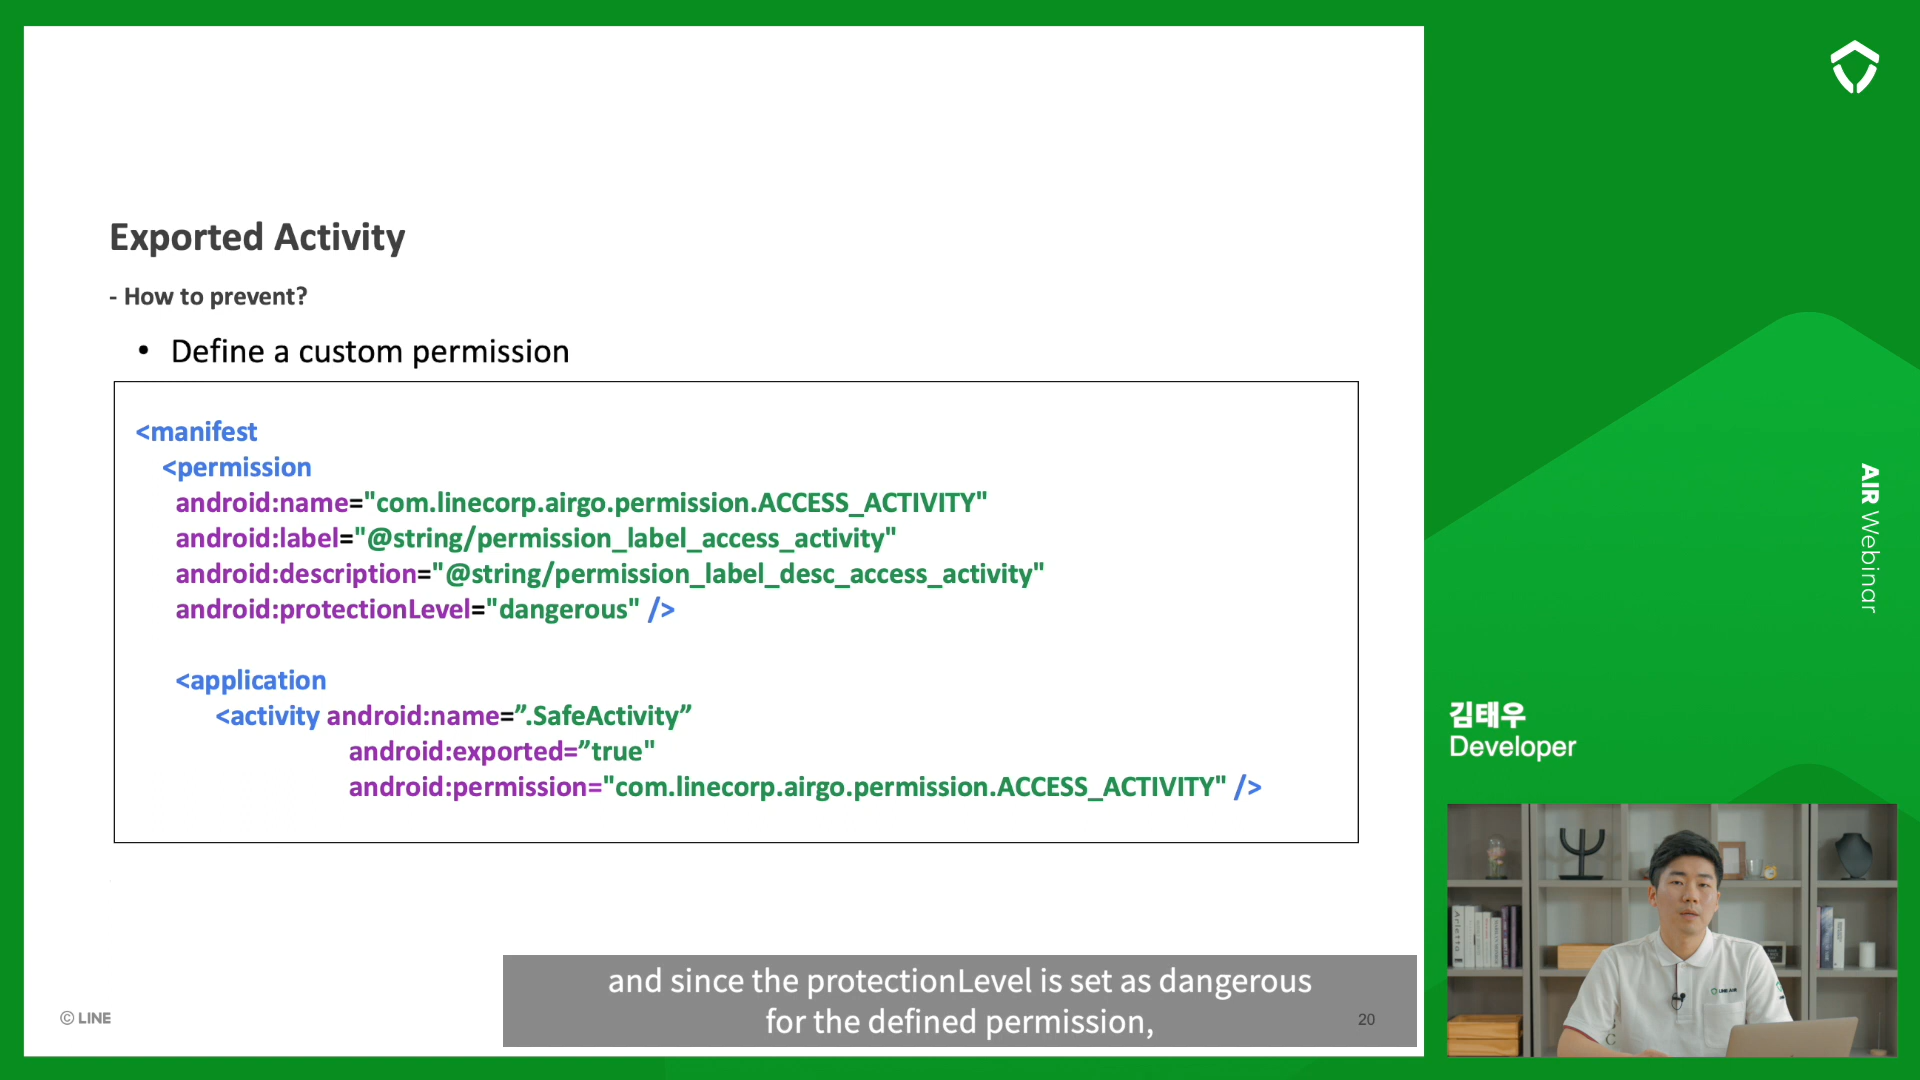 Exported Activity
- How to prevent?
• Define a custom permission
<manifest
<permission
android:name="com.linecorp.airgo.permission.ACCESS_ACTIVITY"
android:label="@string/permission_label_access_activity"
android:description="@string/permission_label_desc_access_activity"
android:protectionLevel="dangerous" />
<application
<activity android:name=”.SafeActivity”
android:exported=”true"
android:permission="com.linecorp.airgo.permission.ACCESS_ACTIVITY" />
and since the protectionLevel is set as dangerous
for the defined permission,
© LINE
20
AIR Webinar
김태우
Developer